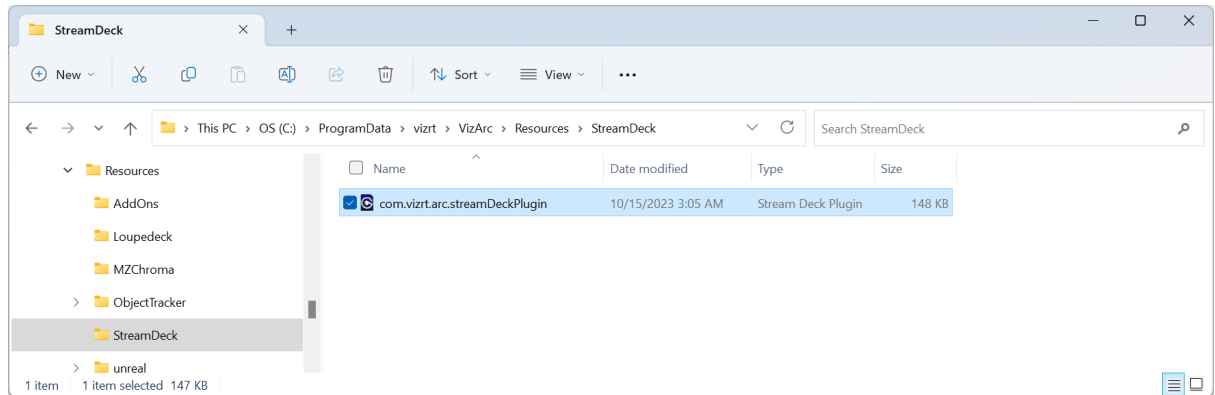 StreamDeck
New Sort View
This PC OS (C:) ProgramData vizrt VizArc Resources StreamDeck Search StreamDeck
Resources
AddOns
Loupedeck
MZChroma
ObjectTracker
StreamDeck
unreal
Name Date modified Type Size
com.vizrt.arc.streamDeckPlugin 10/15/2023 3:05 AM Stream Deck Plugin 148 KB
1 item 1 item selected 147 KB